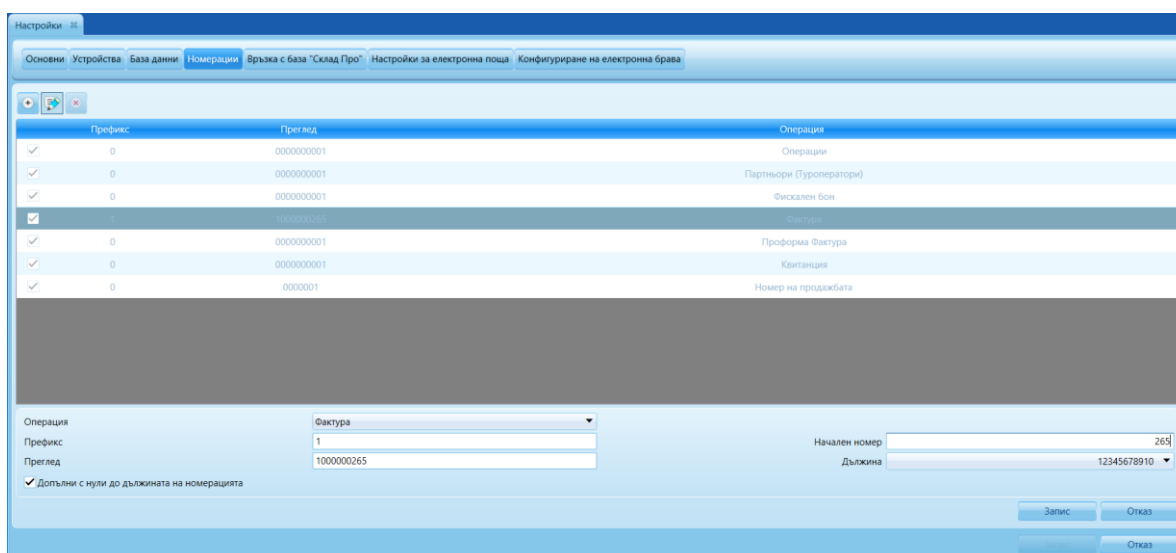 Настройки
Основни Устройства База данни Номерации Връзка с база "Склад Про" Настройки за електронна поща Конфигуриране на електронна брава
Префикс Преглед Операция
0 0000000001 Операции
0 0000000001 Партньори (Туроператори)
0 0000000001 Фискален бон
1 1000000265 Фактура
0 0000000001 Проформа Фактура
0 0000000001 Квитанция
0 0000001 Номер на продажбата
Операция Фактура
Префикс 1 Начален номер 265
Преглед 1000000265 Дължина 12345678910
Допълни с нули до дължината на номерацията
Запис Отказ
Отказ